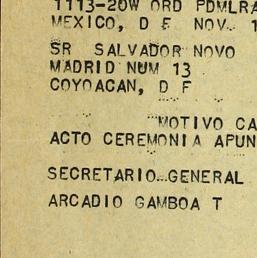 1113-20W ORD PDMLRA
MEXICO, D F NOV. 1
SR SALVADOR NOVO
MADRID NUM 13
COYOACAN, D F
MOTIVO CA
ACTO CEREMONIA APUN
SECRETARIO GENERAL
ARCADIO GAMBOA T